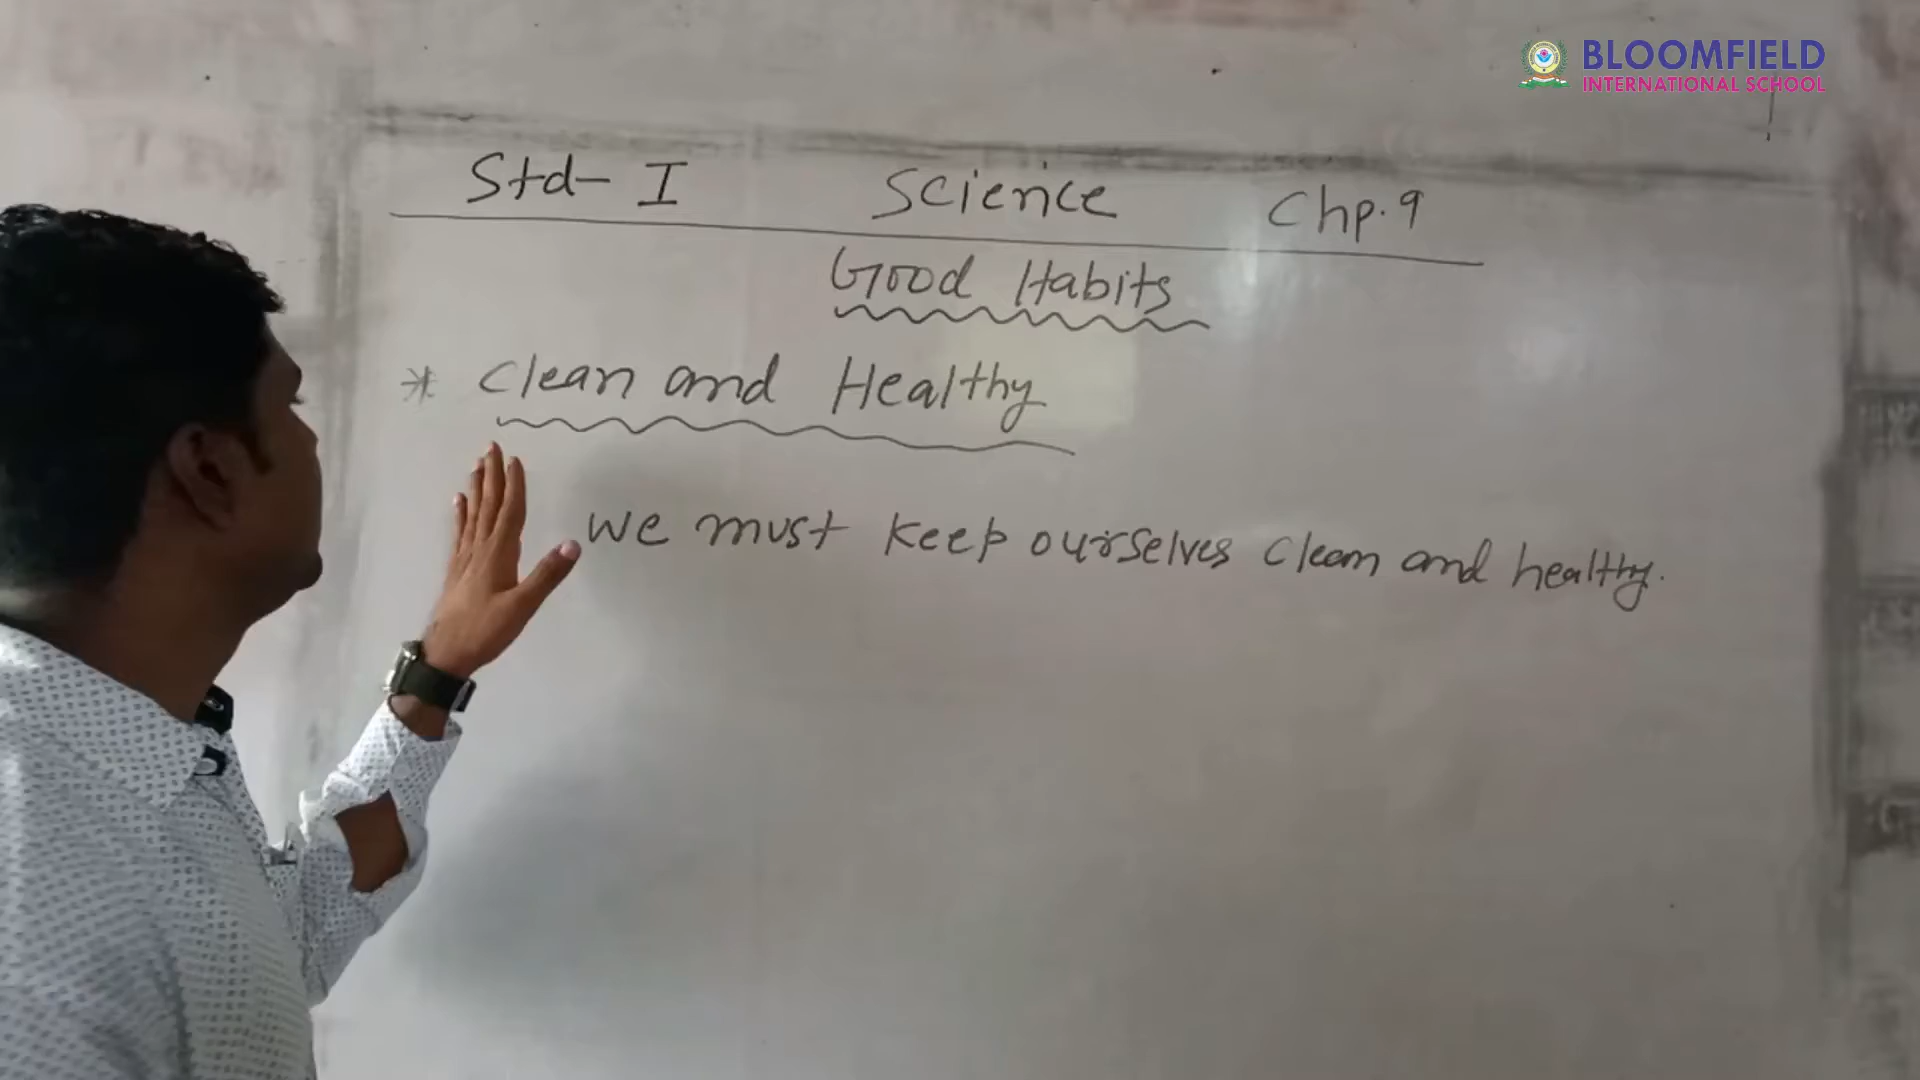 BLOOMFIELD
INTERNATIONAL SCHOOL
Std- I Science Chp. 9
Good Habits
* Clean and Healthy
We must keep ourselves clean and healthy.